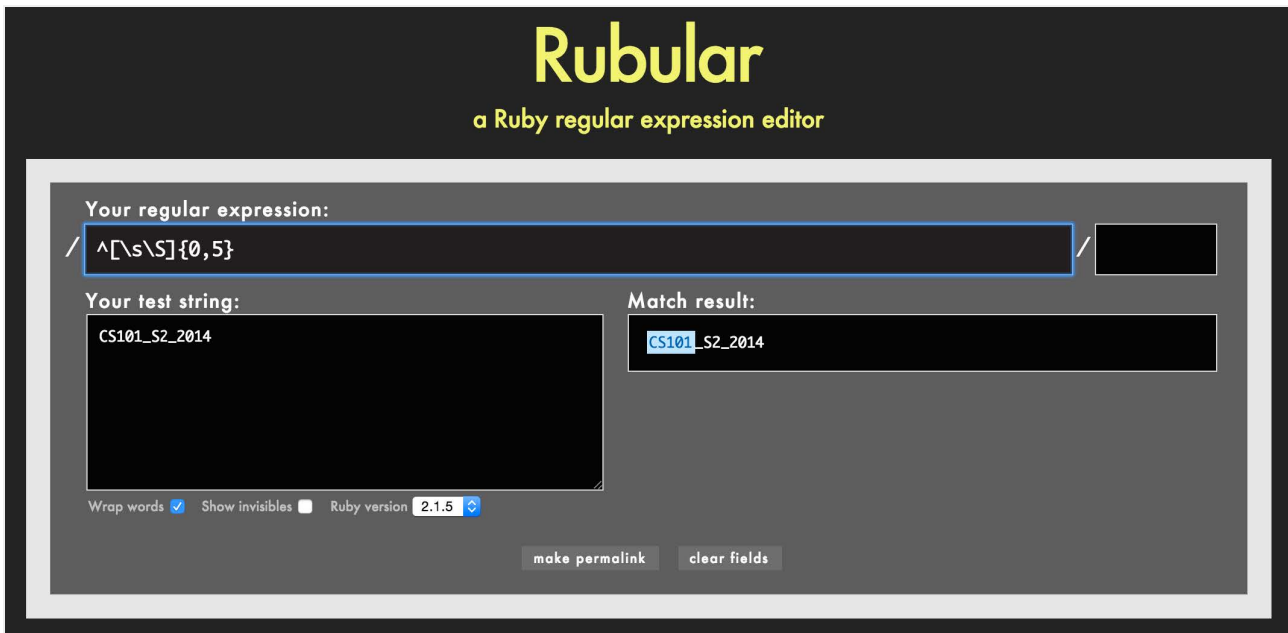 Rubular
a Ruby regular expression editor
Your regular expression:
/ ^[\s\S]{0,5} /
Your test string:
Match result:
CS101_S2_2014
CS101_S2_2014
Wrap words Show invisibles Ruby version 2.1.5
make permalink clear fields